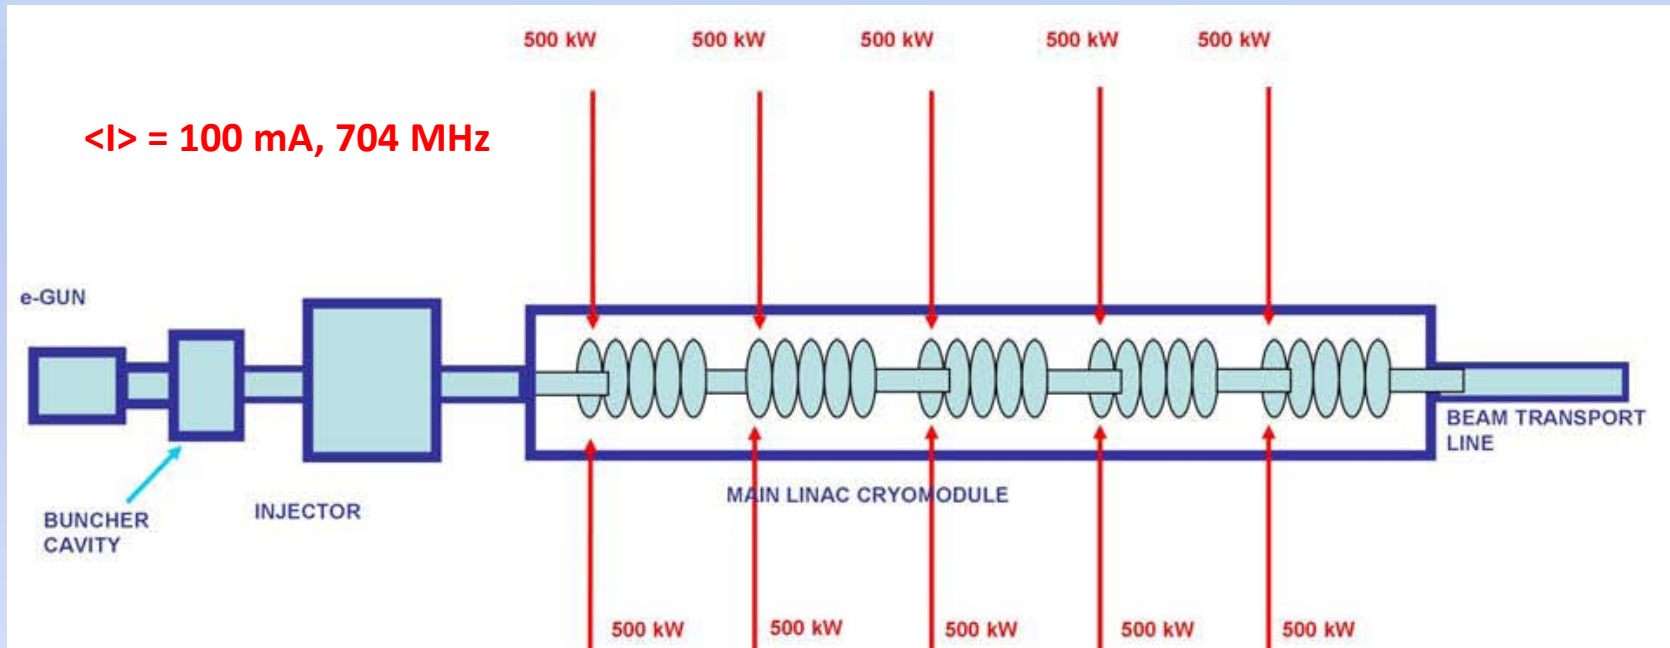 500 kW 500 kW 500 kW 500 kW 500 kW
<I> = 100 mA, 704 MHz
e-GUN
BEAM TRANSPORT
LINE
MAIN LINAC CRYOMODULE
INJECTOR
BUNCHER
CAVITY
500 kW 500 kW 500 kW 500 kW 500 kW